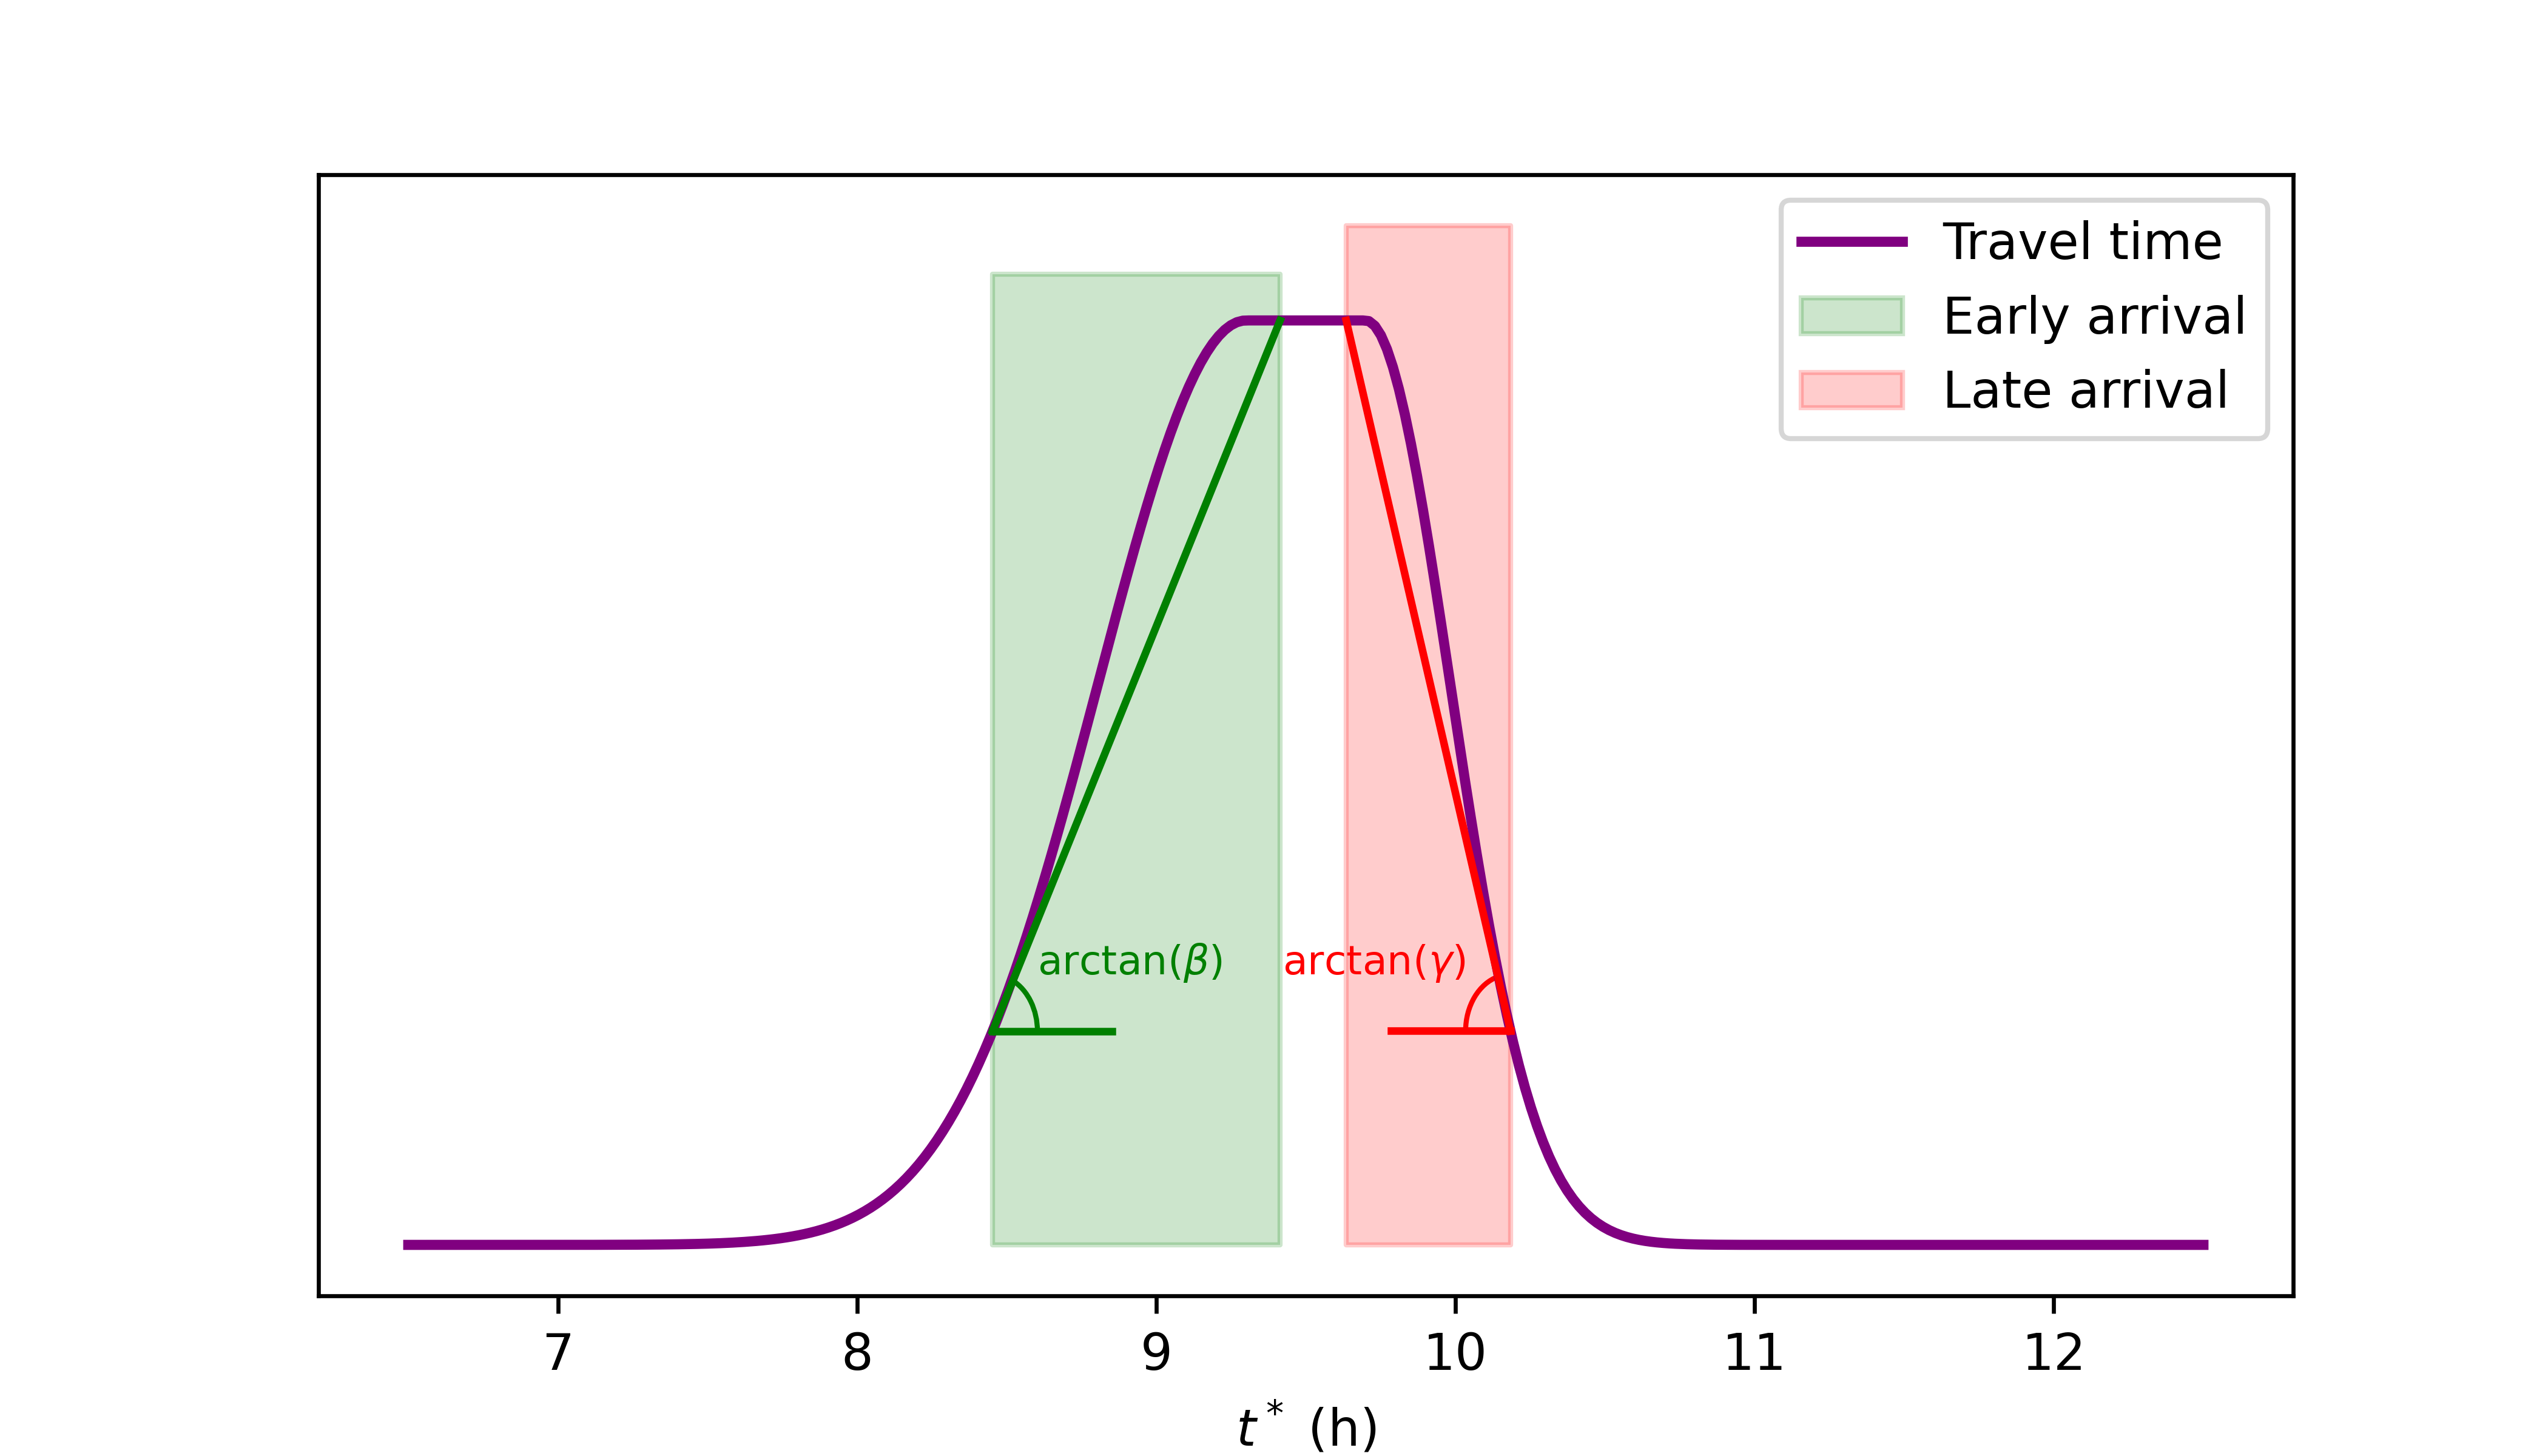 Travel time
Early arrival
Late arrival
arctan(β) arctan(γ)
7 8 9 10 11 12
t* (h)